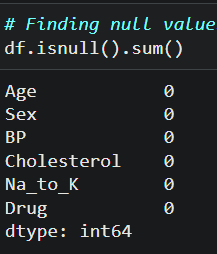 # Finding null value
df.isnull().sum()
Age 0
Sex 0
BP 0
Cholesterol 0
Na_to_K 0
Drug 0
dtype: int64